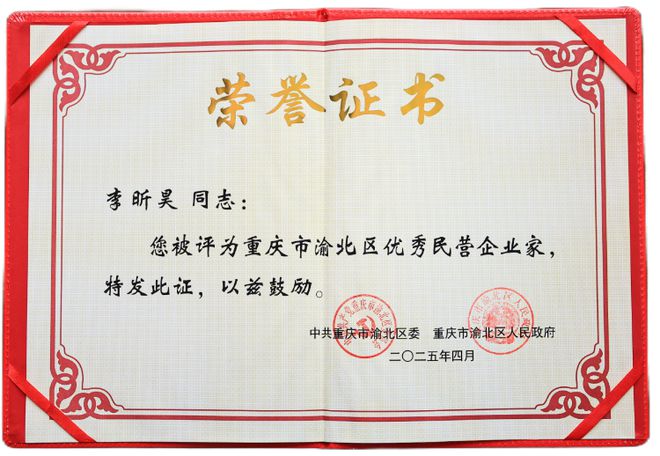 荣誉证书
李昕昊 同志：
您被评为重庆市渝北区优秀民营企业家，
特发此证，以兹鼓励。
中共重庆市渝北区委 重庆市渝北区人民政府
二〇二五年四月